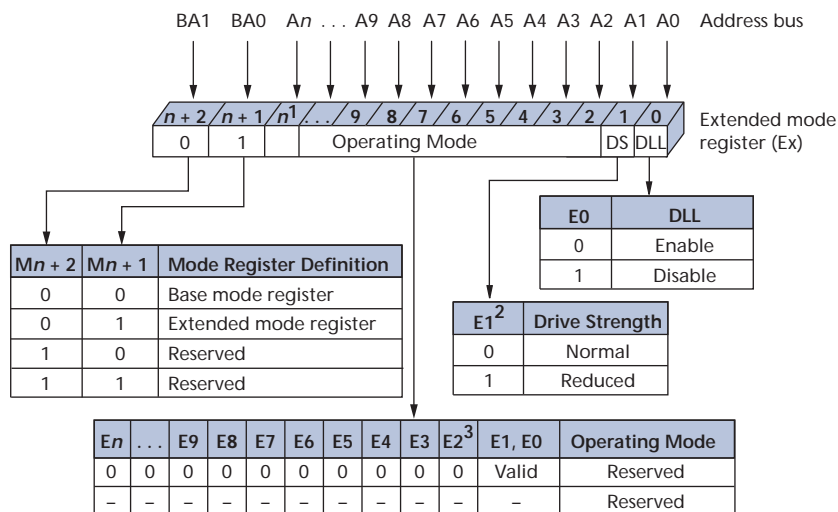 BA1 BA0 An . . . A9 A8 A7 A6 A5 A4 A3 A2 A1 A0 Address bus
n + 2 n + 1 n1 . . . 9 8 7 6 5 4 3 2 1 0
Extended mode
register (Ex)
0 1 Operating Mode DS DLL
E0 DLL
0 Enable
1 Disable
Mn + 2 Mn + 1 Mode Register Definition
0 0 Base mode register
0 1 Extended mode register
1 0 Reserved
1 1 Reserved
E12 Drive Strength
0 Normal
1 Reduced
En . . . E9 E8 E7 E6 E5 E4 E3 E23 E1, E0 Operating Mode
0 0 0 0 0 0 0 0 0 0 Valid Reserved
– – – – – – – – – – – Reserved